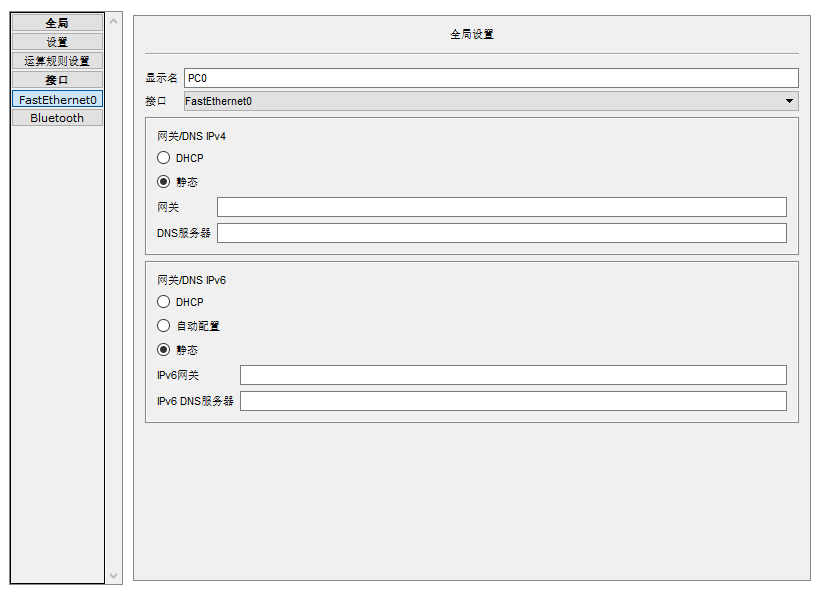 全局
设置
运算规则设置
接口
FastEthernet0
Bluetooth
全局设置
显示名 PC0
接口 FastEthernet0
网关/DNS IPv4
DHCP
静态
网关
DNS服务器
网关/DNS IPv6
DHCP
自动配置
静态
IPv6网关
IPv6 DNS服务器